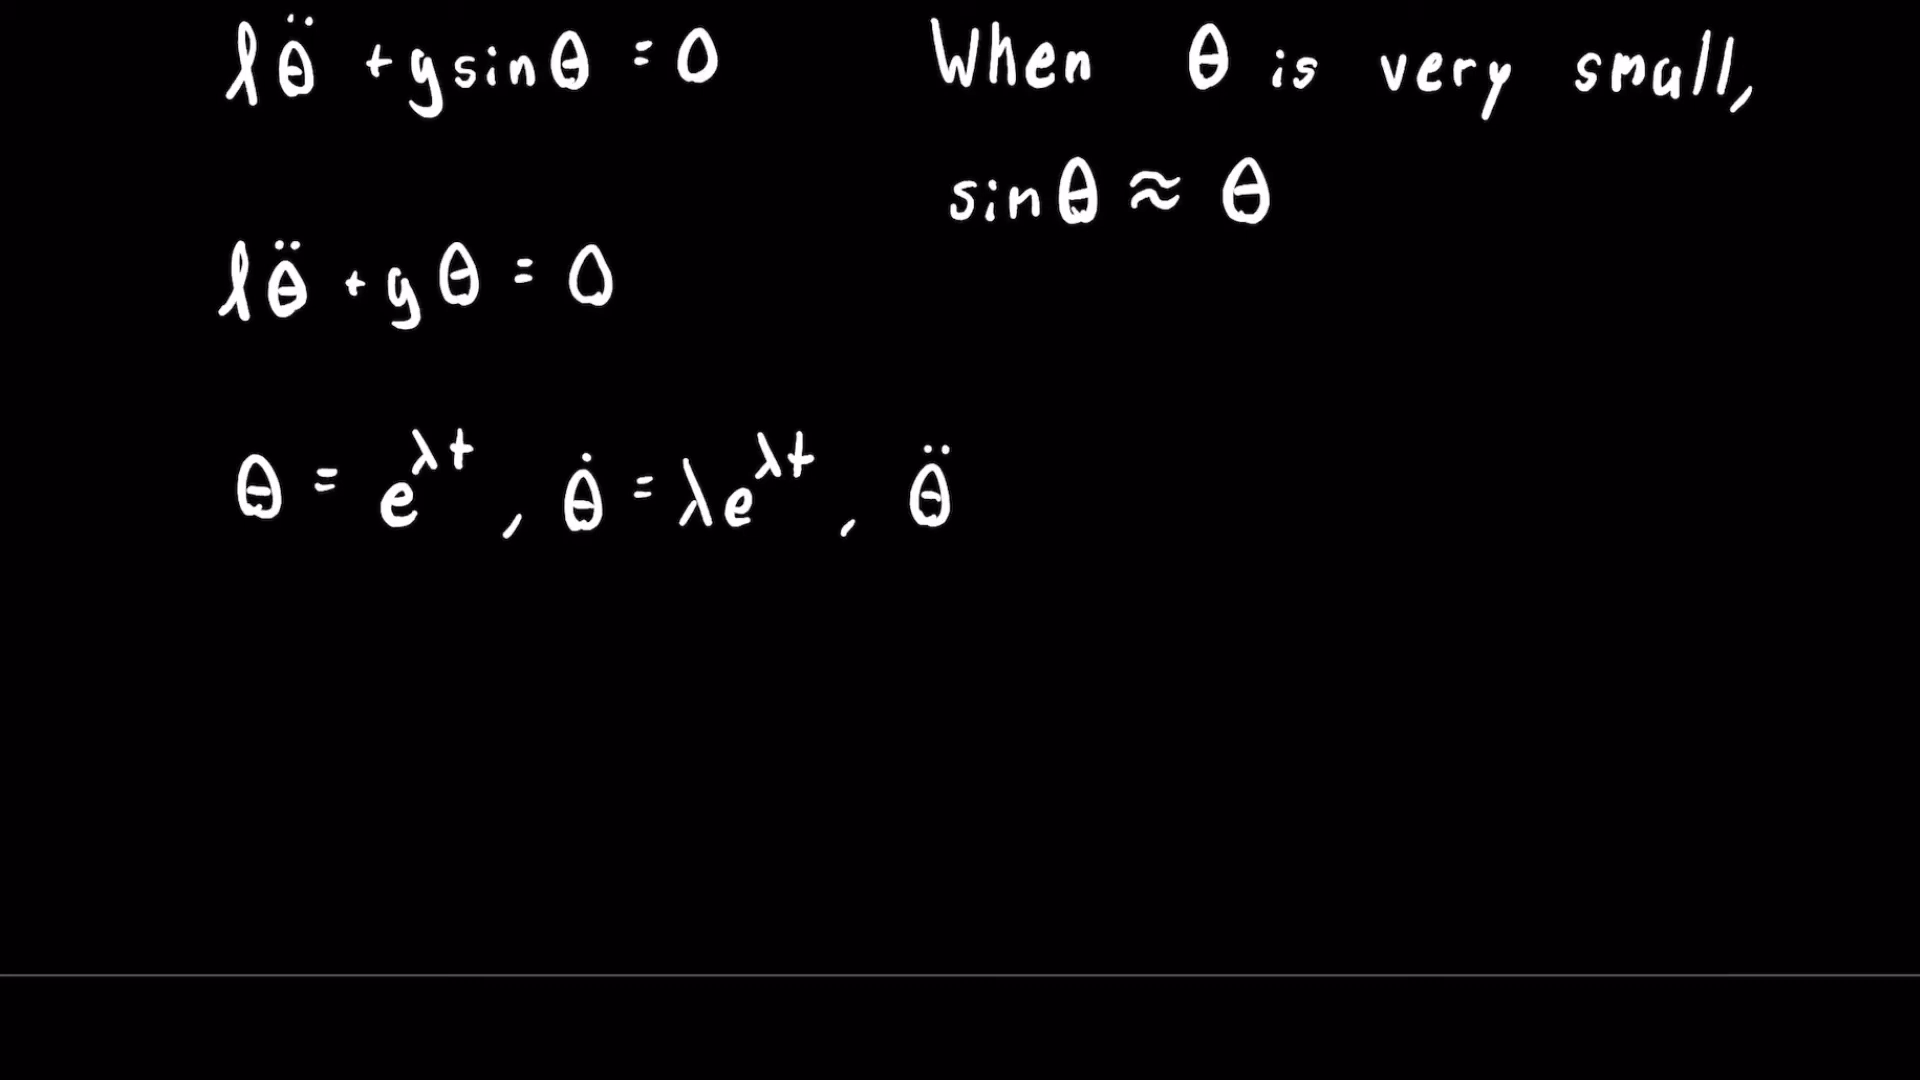 ℓθ̈ + g sinθ = 0
When θ is very small,
sinθ ≈ θ
ℓθ̈ + gθ = 0
θ = e^λt, θ̇ = λe^λt, θ̈